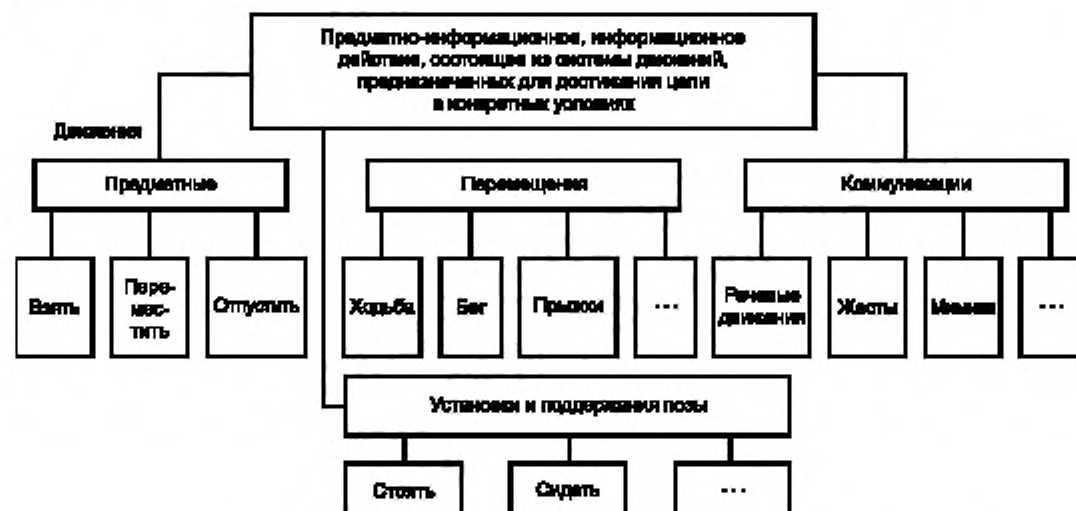 Предметно-информационное, информационное
действие, состоящее из системы движений,
предназначенных для достижения цели
в конкретных условиях
Движения
Предметные
Перемещения
Коммуникации
Взять
Пере-
мес-
тить
Отпустить
Ходьба
Бег
Прыжки
...
Речевые
движения
Жесты
Мимика
...
Установки и поддержания позы
Стоять
Сидеть
...